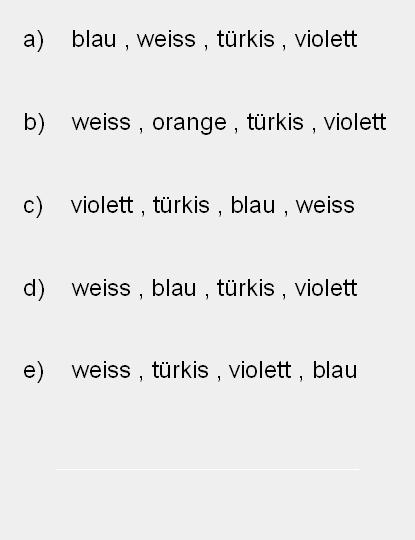 a) blau , weiss , türkis , violett
b) weiss , orange , türkis , violett
c) violett , türkis , blau , weiss
d) weiss , blau , türkis , violett
e) weiss , türkis , violett , blau